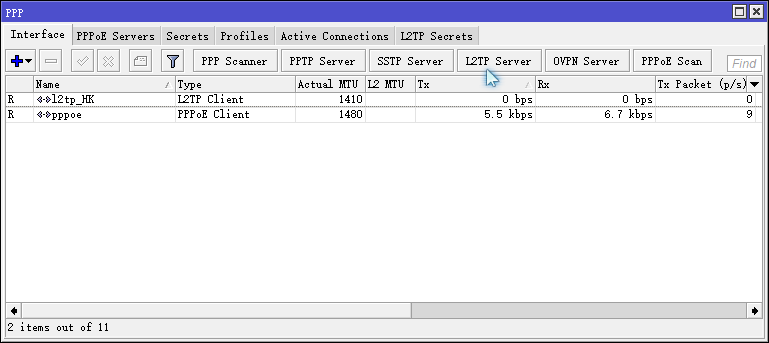 PPP
Interface PPPoE Servers Secrets Profiles Active Connections L2TP Secrets
PPP Scanner PPTP Server SSTP Server L2TP Server OVPN Server PPPoE Scan Find
Name Type Actual MTU L2 MTU Tx Rx Tx Packet (p/s)
R l2tp_HK L2TP Client 1410 0 bps 0 bps 0
R pppoe PPPoE Client 1480 5.5 kbps 6.7 kbps 9
2 items out of 11